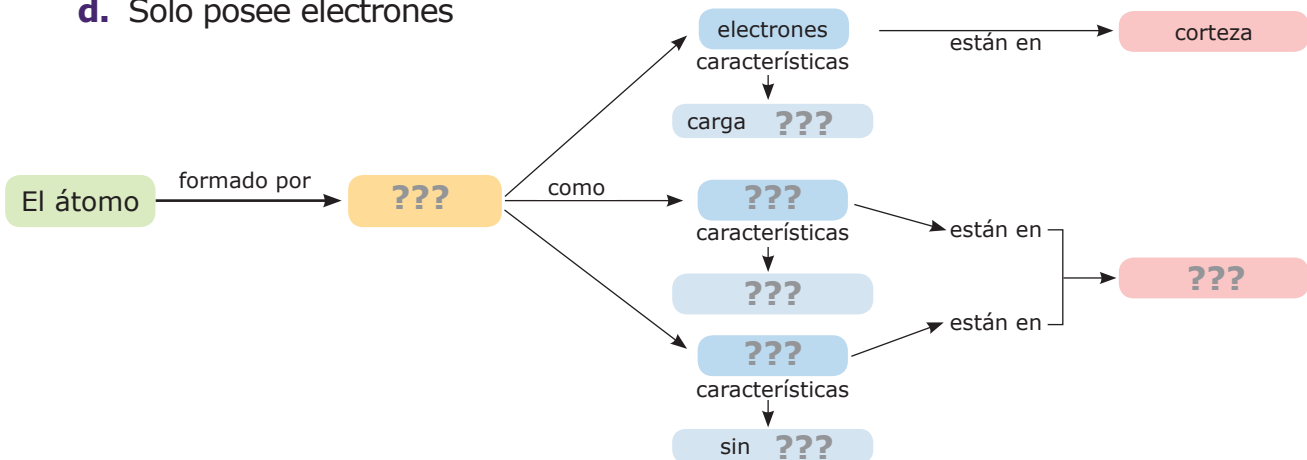 d. Solo posee electrones
electrones
están en
corteza
características
carga ???
El átomo
formado por
???
como
???
características
???
están en
???
están en
???
características
sin ???